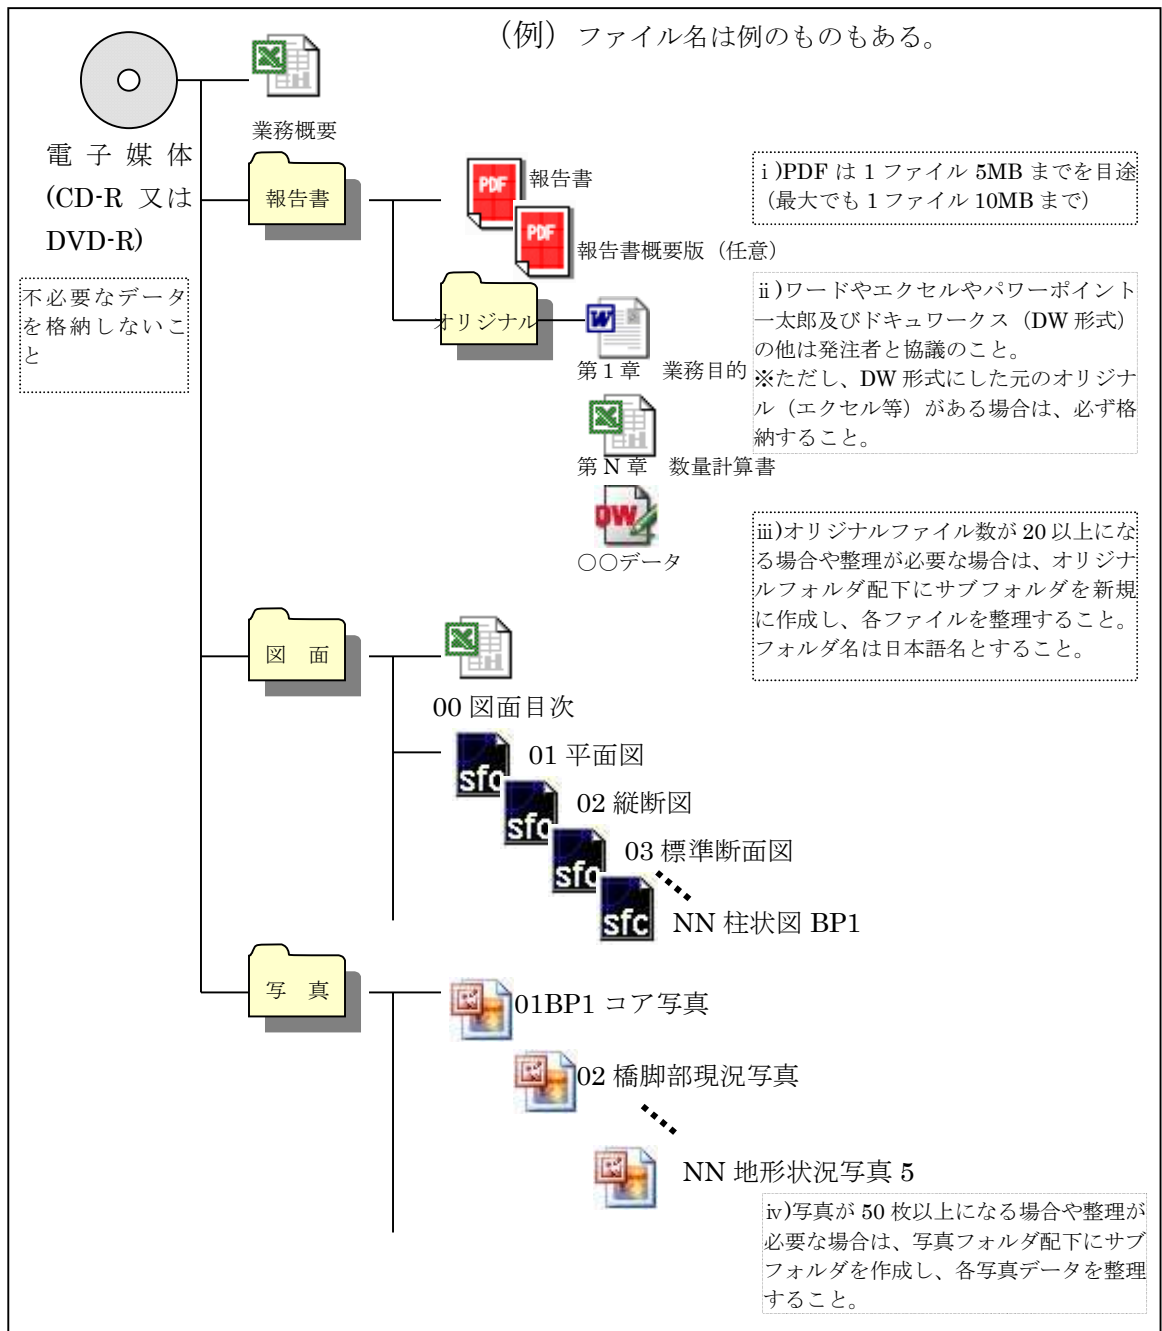 （例）ファイル名は例のものもある。
業務概要
電子媒体
(CD-R 又は
DVD-R)
不必要なデータ
を格納しないこ
と
報告書
PDF
報告書
PDF
報告書概要版（任意）
ⅰ)PDF は 1 ファイル 5MB までを目途
（最大でも 1 ファイル 10MB まで）
オリジナル
W
第１章　業務目的
第 N 章　数量計算書
DW
○○データ
ⅱ)ワードやエクセルやパワーポイント
一太郎及びドキュワークス（DW 形式）
の他は発注者と協議のこと。
※ただし、DW 形式にした元のオリジナ
ル（エクセル等）がある場合は、必ず格
納すること。
ⅲ)オリジナルファイル数が 20 以上にな
る場合や整理が必要な場合は、オリジナ
ルフォルダ配下にサブフォルダを新規
に作成し、各ファイルを整理すること。
フォルダ名は日本語名とすること。
図　面
00 図面目次
sfc
01 平面図
sfc
02 縦断図
sfc
03 標準断面図
sfc
NN 柱状図 BP1
写　真
01BP1 コア写真
02 橋脚部現況写真
NN 地形状況写真 5
ⅳ)写真が 50 枚以上になる場合や整理が
必要な場合は、写真フォルダ配下にサブ
フォルダを作成し、各写真データを整理
すること。